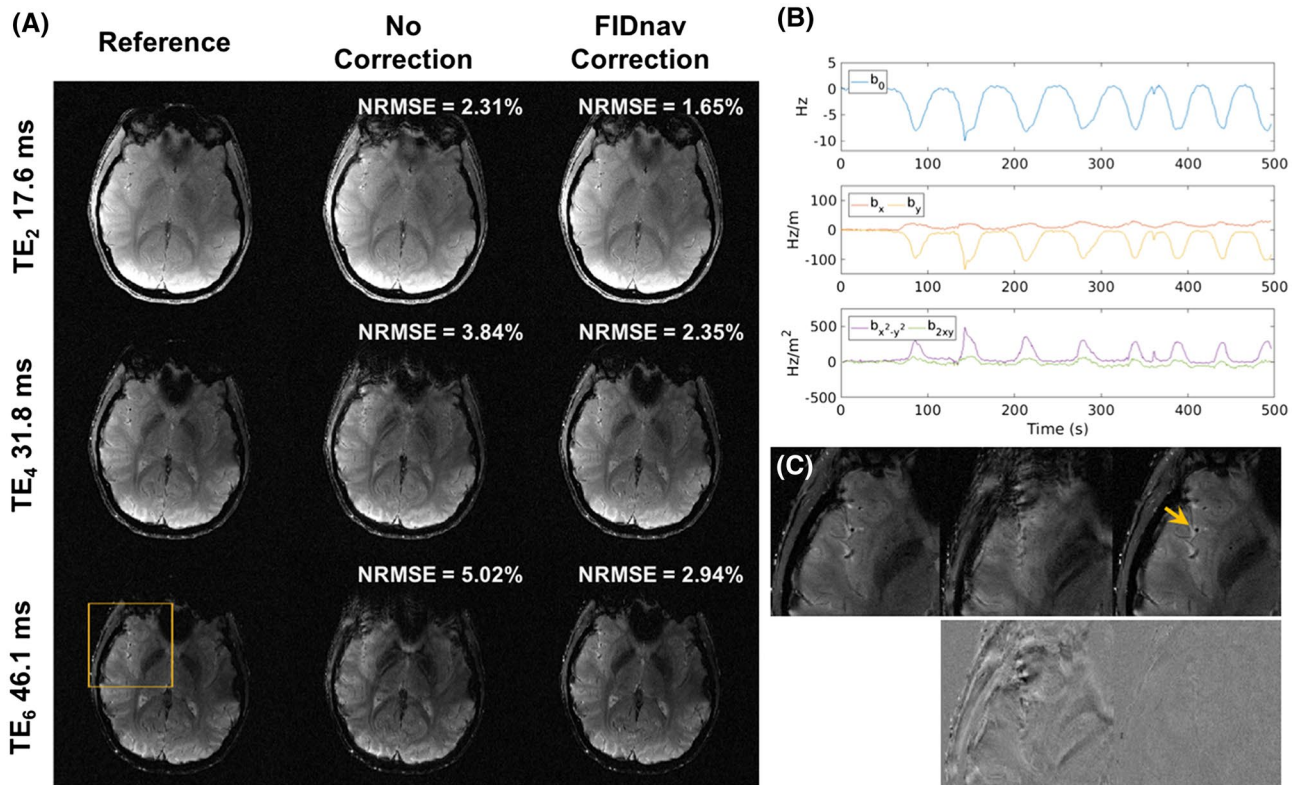 (A)
Reference
No
Correction
FIDnav
Correction
TE2 17.6 ms
NRMSE = 2.31%
NRMSE = 1.65%
TE4 31.8 ms
NRMSE = 3.84%
NRMSE = 2.35%
TE6 46.1 ms
NRMSE = 5.02%
NRMSE = 2.94%
(B)
Hz
5
0
-5
-10
b0
0 100 200 300 400 500
Hz/m
100
0
-100
bx by
0 100 200 300 400 500
Hz/m2
500
0
-500
bx2-y2 b2xy
0 100 200 300 400 500
Time (s)
(C)